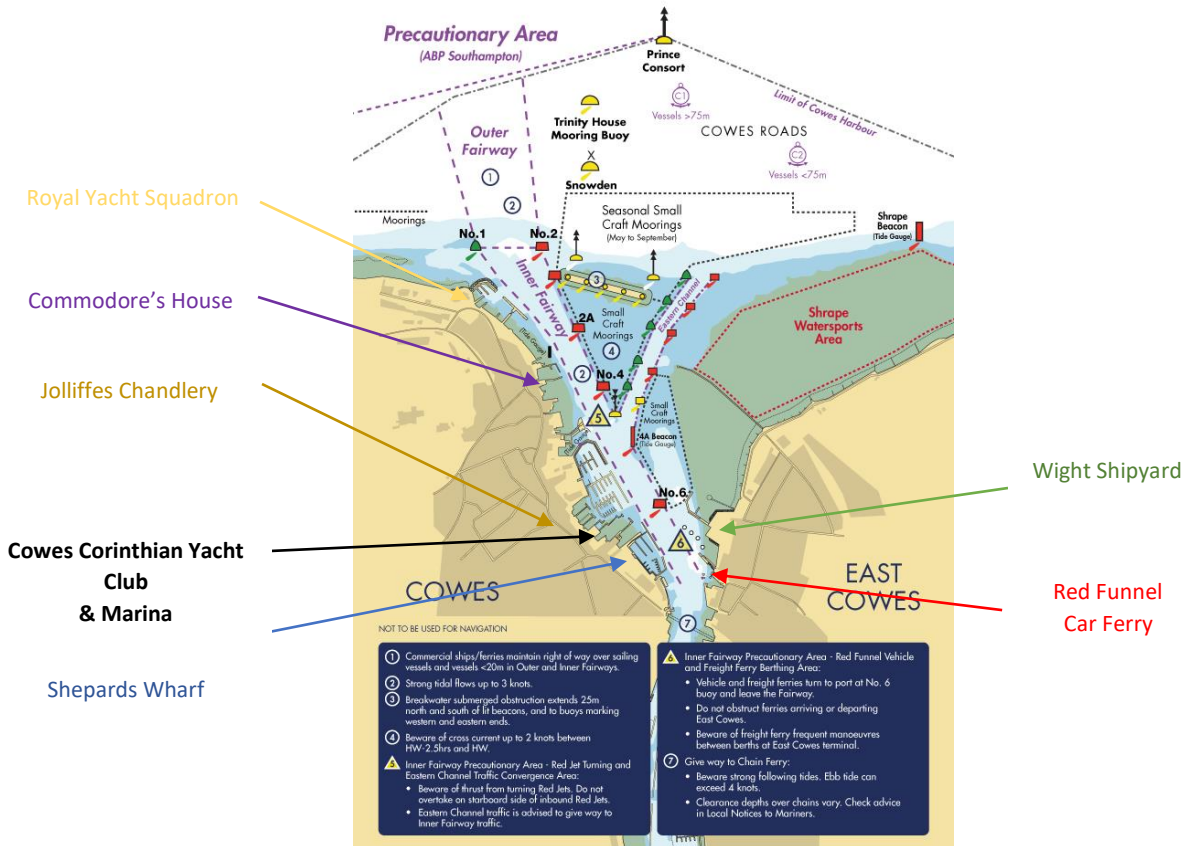 Precautionary Area
(ABP Southampton)
Prince
Consort
C1
Vessels >75m
Limit of Cowes Harbour
Trinity House
Mooring Buoy
COWES ROADS
Outer
Fairway
C2
Vessels <75m
X
Snowden
1
2
Royal Yacht Squadron
Moorings
Seasonal Small
Craft Moorings
(May to September)
Shrape
Beacon
(Tide Gauge)
No.1
No.2
Inner Fairway
3
Eastern Channel
Commodore's House
2A
Small
Craft
Moorings
4
Shrape
Watersports
Area
(Tide Gauge)
2
No.4
Jolliffes Chandlery
5
Small
Craft
Moorings
4A Beacon
(Tide Gauge)
(Tide Gauge)
Wight Shipyard
No.6
6
Cowes Corinthian Yacht
Club
& Marina
COWES
EAST
COWES
Red Funnel
Car Ferry
7
Shepards Wharf
NOT TO BE USED FOR NAVIGATION
1 Commercial ships/ferries maintain right of way over sailing
vessels and vessels <20m in Outer and Inner Fairways.
2 Strong tidal flows up to 3 knots.
3 Breakwater submerged obstruction extends 25m
north and south of lit beacons, and to buoys marking
western and eastern ends.
4 Beware of cross current up to 2 knots between
HW-2.5hrs and HW.
5 Inner Fairway Precautionary Area - Red Jet Turning and
Eastern Channel Traffic Convergence Area:
• Beware of thrust from turning Red Jets. Do not
overtake on starboard side of inbound Red Jets.
• Eastern Channel traffic is advised to give way to
Inner Fairway traffic.
6 Inner Fairway Precautionary Area - Red Funnel Vehicle
and Freight Ferry Berthing Area:
• Vehicle and freight ferries turn to port at No. 6
buoy and leave the Fairway.
• Do not obstruct ferries arriving or departing
East Cowes.
• Beware of freight ferry frequent manoeuvres
between berths at East Cowes terminal.
7 Give way to Chain Ferry:
• Beware strong following tides. Ebb tide can
exceed 4 knots.
• Clearance depths over chains vary. Check advice
in Local Notices to Mariners.